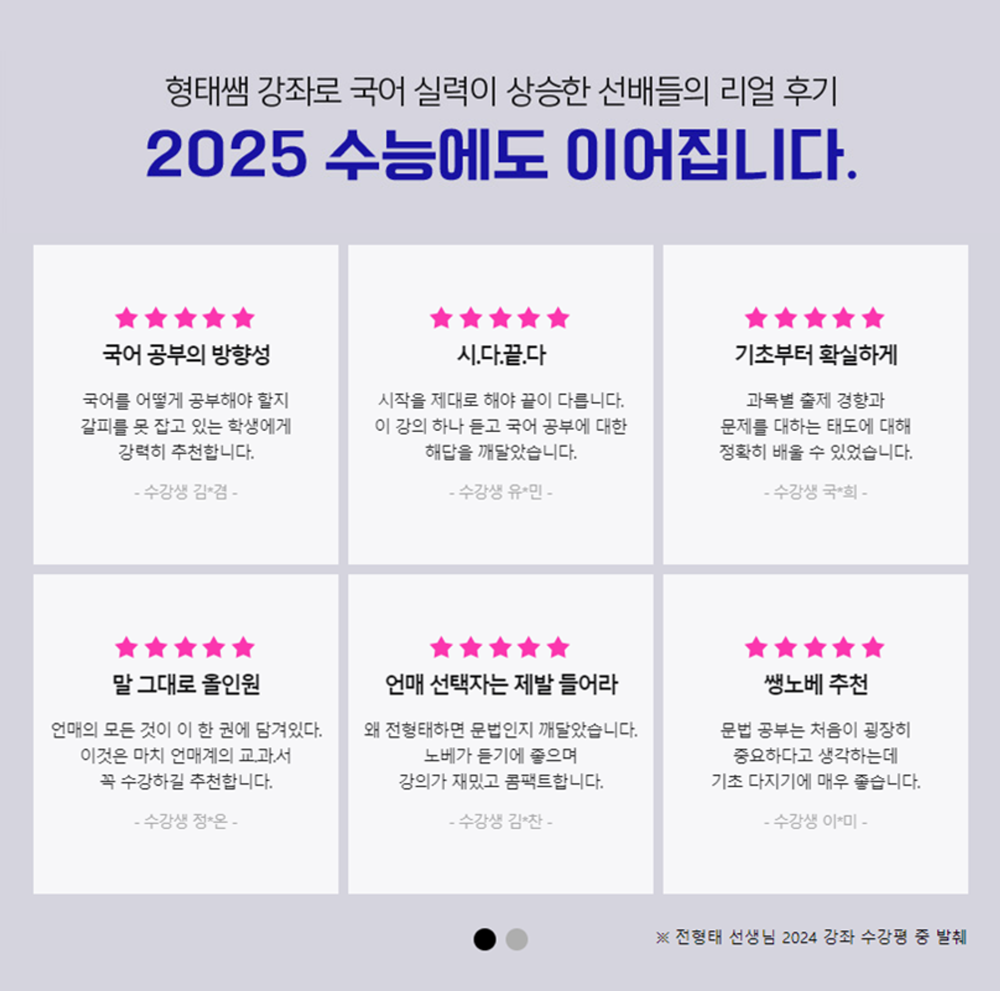 형태쌤 강좌로 국어 실력이 상승한 선배들의 리얼 후기
2025 수능에도 이어집니다.
국어 공부의 방향성
국어를 어떻게 공부해야 할지
갈피를 못 잡고 있는 학생에게
강력히 추천합니다.
- 수강생 김*겸 -
시.다.끝.다
시작을 제대로 해야 끝이 다릅니다.
이 강의 하나 듣고 국어 공부에 대한
해답을 깨달았습니다.
- 수강생 유*민 -
기초부터 확실하게
과목별 출제 경향과
문제를 대하는 태도에 대해
정확히 배울 수 있었습니다.
- 수강생 국*희 -
말 그대로 올인원
언매의 모든 것이 이 한 권에 담겨있다.
이것은 마치 언매계의 교.과.서
꼭 수강하길 추천합니다.
- 수강생 정*온 -
언매 선택자는 제발 들어라
왜 전형태하면 문법인지 깨달았습니다.
노베가 듣기에 좋으며
강의가 재밌고 콤팩트합니다.
- 수강생 김*찬 -
쌩노베 추천
문법 공부는 처음이 굉장히
중요하다고 생각하는데
기초 다지기에 매우 좋습니다.
- 수강생 이*미 -
※ 전형태 선생님 2024 강좌 수강평 중 발췌